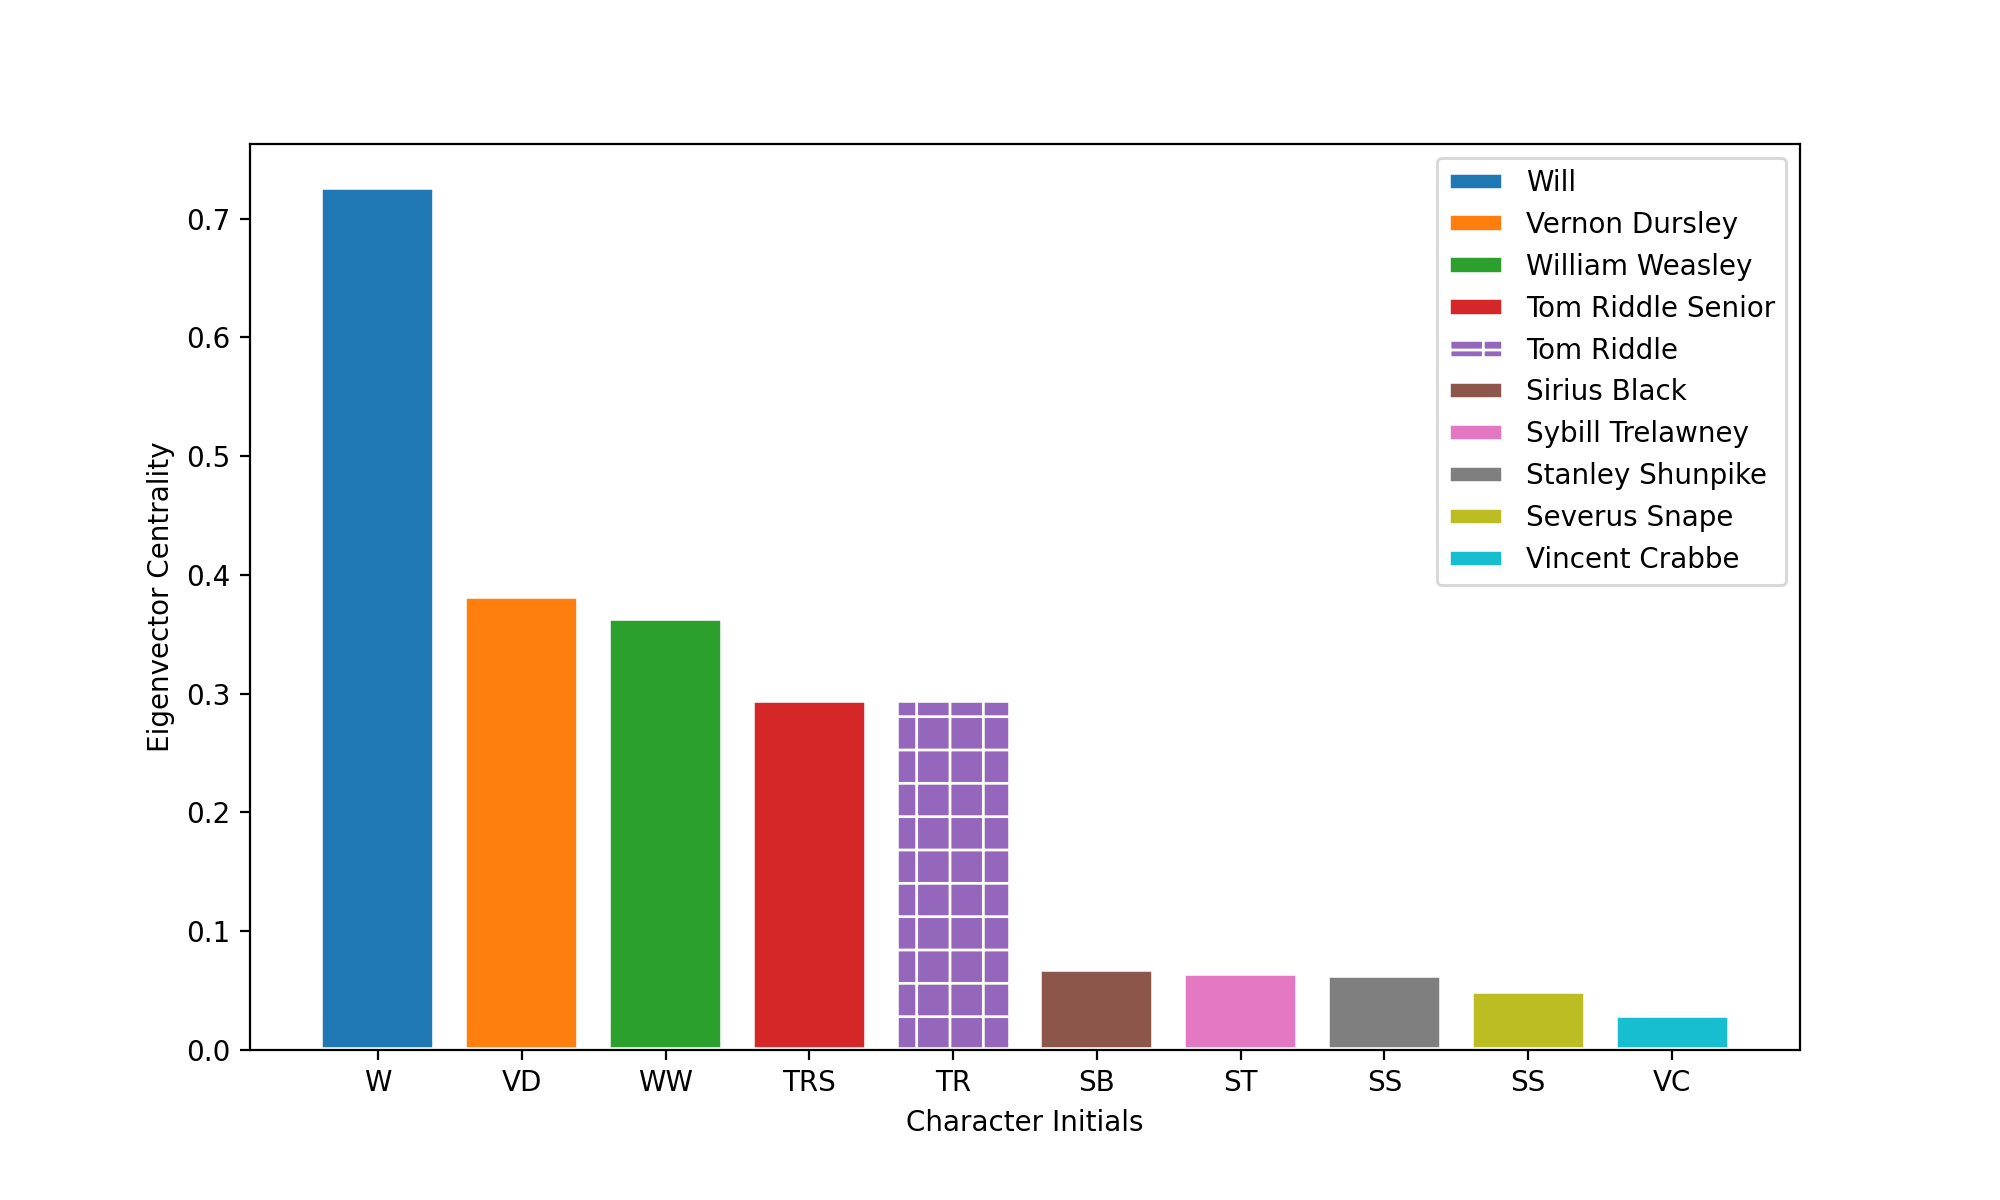 Will
Vernon Dursley
William Weasley
Tom Riddle Senior
Tom Riddle
Sirius Black
Sybill Trelawney
Stanley Shunpike
Severus Snape
Vincent Crabbe
Eigenvector Centrality
0.7
0.6
0.5
0.4
0.3
0.2
0.1
0.0
W VD WW TRS TR SB ST SS SS VC
Character Initials